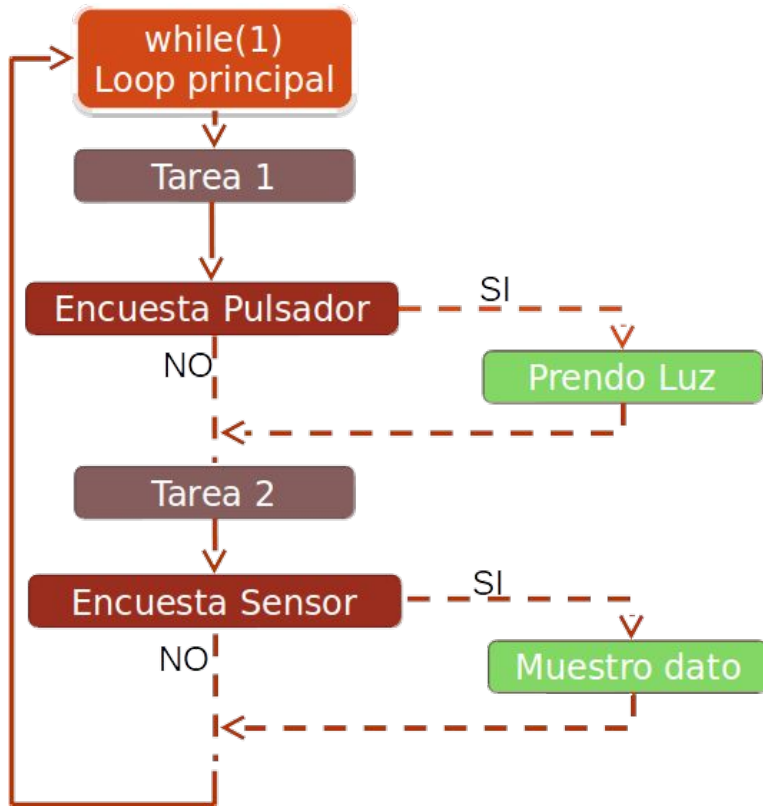 while(1)
Loop principal
Tarea 1
Encuesta Pulsador
SI
NO
Prendo Luz
Tarea 2
Encuesta Sensor
SI
NO
Muestro dato